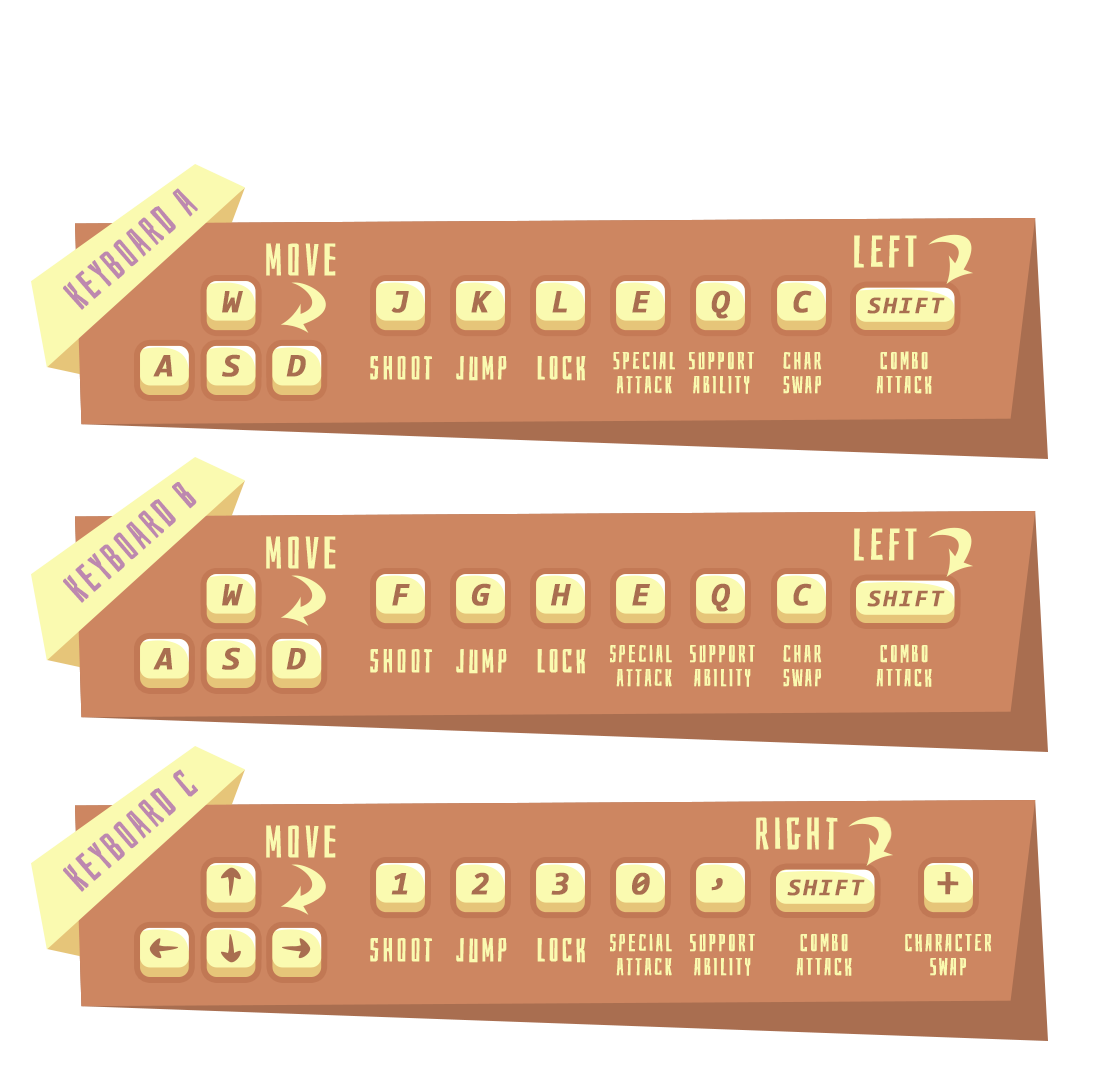 KEYBOARD A
MOVE
LEFT
W
J K L E Q C SHIFT
A S D
SHOOT JUMP LOCK SPECIAL SUPPORT CHAR COMBO
ATTACK ABILITY SWAP ATTACK
KEYBOARD B
MOVE
LEFT
W
F G H E Q C SHIFT
A S D
SHOOT JUMP LOCK SPECIAL SUPPORT CHAR COMBO
ATTACK ABILITY SWAP ATTACK
KEYBOARD C
MOVE
RIGHT
↑
1 2 3 0 , SHIFT +
← ↓ →
SHOOT JUMP LOCK SPECIAL SUPPORT COMBO CHARACTER
ATTACK ABILITY ATTACK SWAP